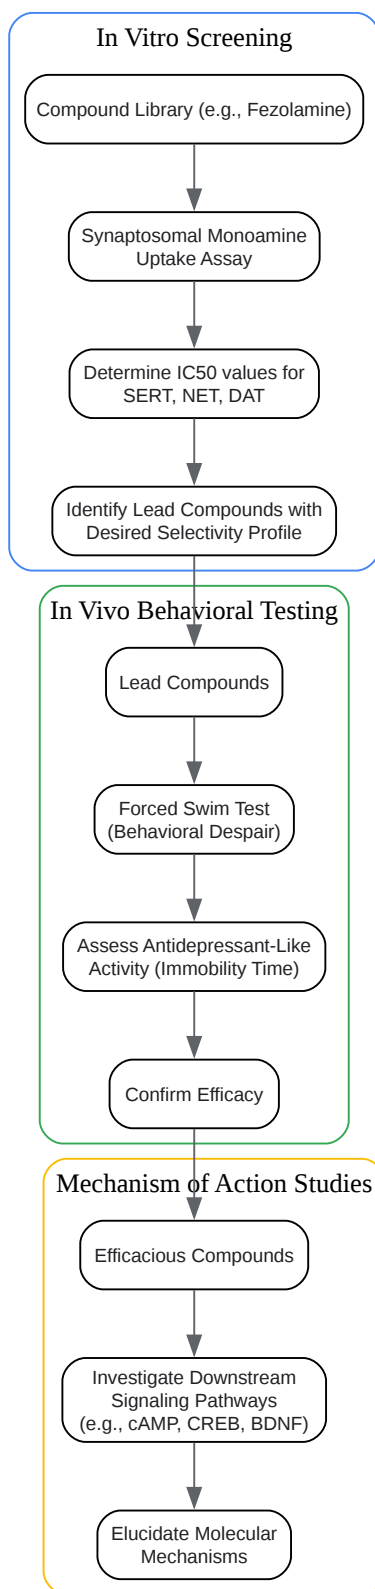 In Vitro Screening
Compound Library (e.g., Fezolamine)
Synaptosomal Monoamine
Uptake Assay
Determine IC50 values for
SERT, NET, DAT
Identify Lead Compounds with
Desired Selectivity Profile
In Vivo Behavioral Testing
Lead Compounds
Forced Swim Test
(Behavioral Despair)
Assess Antidepressant-Like
Activity (Immobility Time)
Confirm Efficacy
Mechanism of Action Studies
Efficacious Compounds
Investigate Downstream
Signaling Pathways
(e.g., cAMP, CREB, BDNF)
Elucidate Molecular
Mechanisms